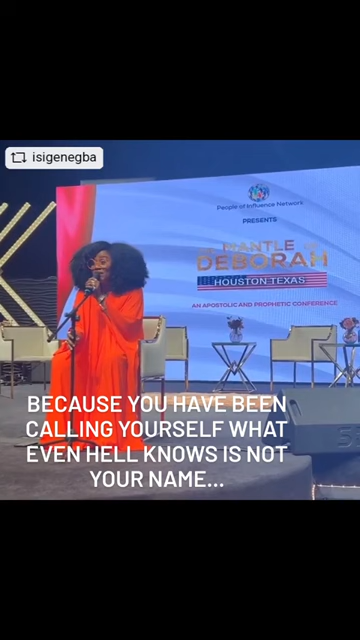 isigenegba
People of Influence Network
PRESENTS
MANTLE
DEBORAH
HOUSTON TEXAS
AN APOSTOLIC AND PROPHETIC CONFERENCE
BECAUSE YOU HAVE BEEN
CALLING YOURSELF WHAT
EVEN HELL KNOWS IS NOT
YOUR NAME...